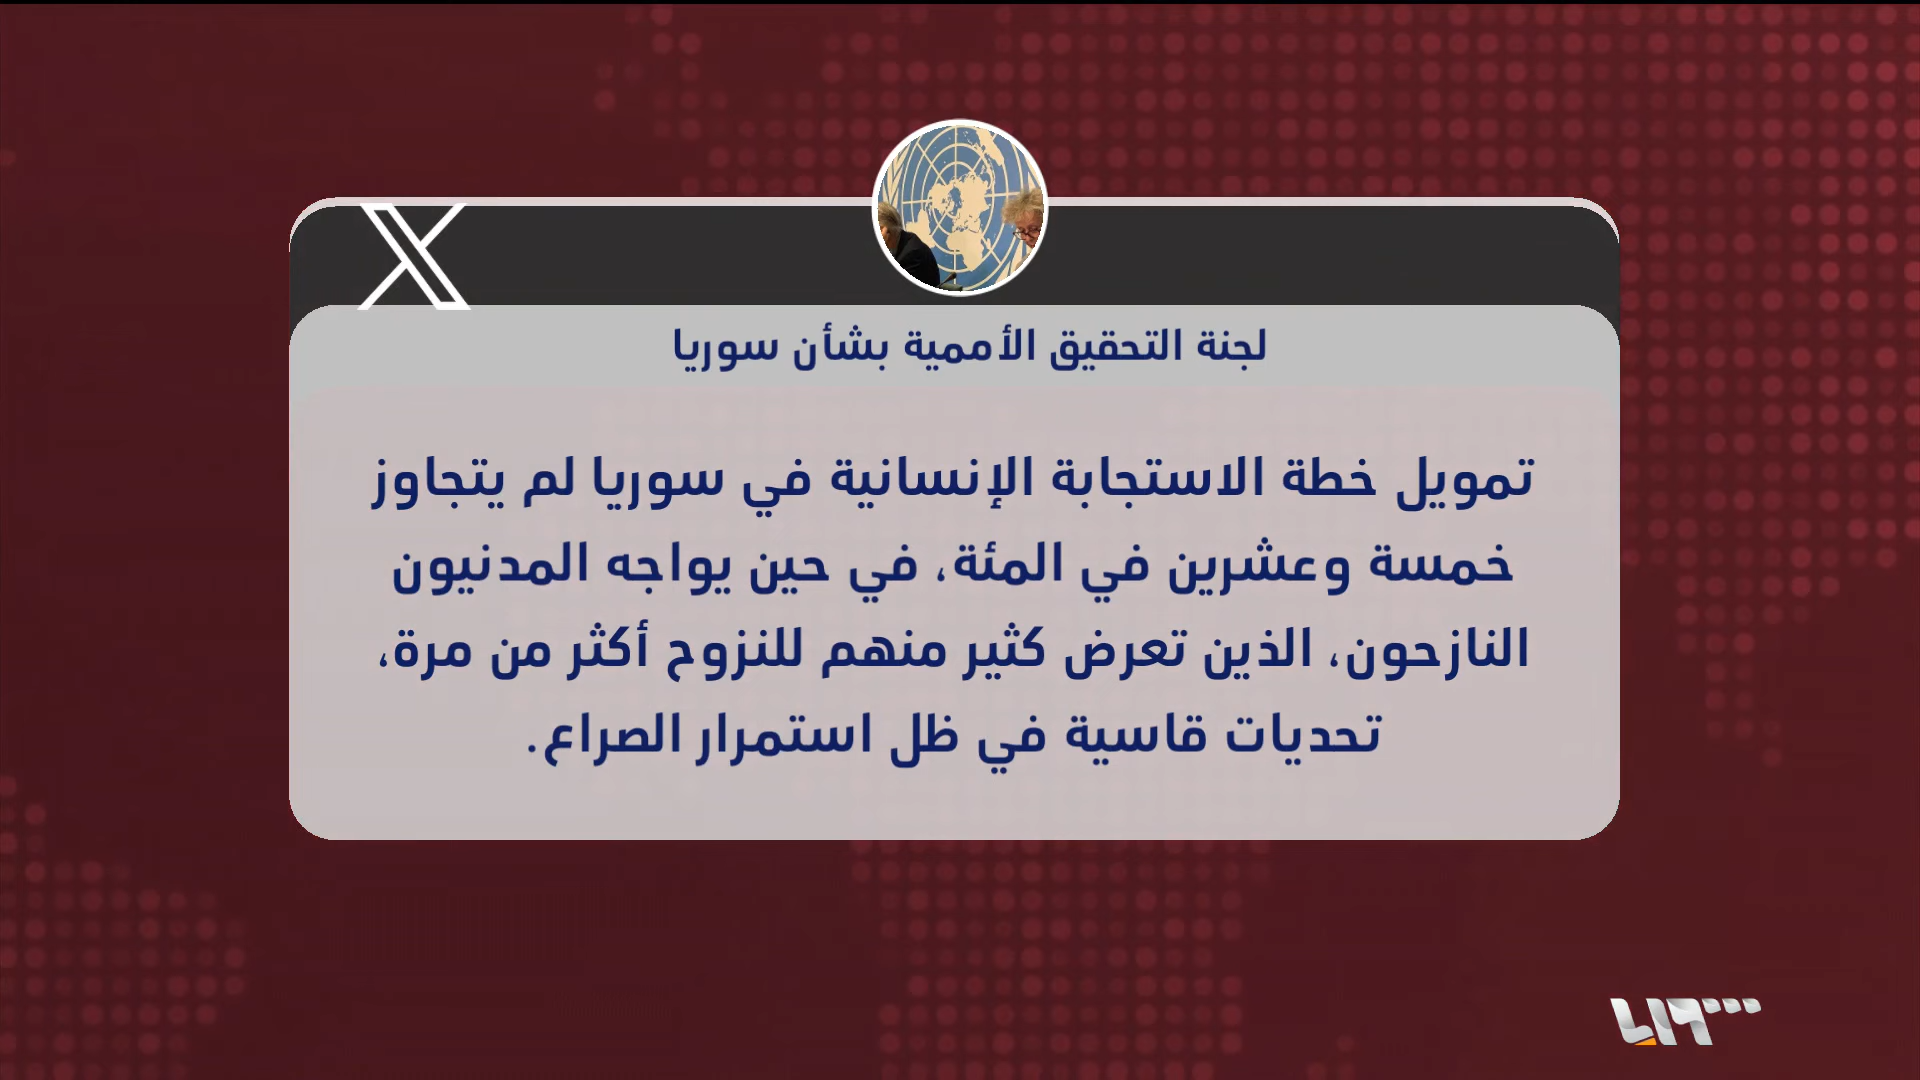 لجنة التحقيق الأممية بشأن سوريا
تمويل خطة الاستجابة الإنسانية في سوريا لم يتجاوز
خمسة وعشرين في المئة، في حين يواجه المدنيون
النازحون، الذين تعرض كثير منهم للنزوح أكثر من مرة،
تحديات قاسية في ظل استمرار الصراع.